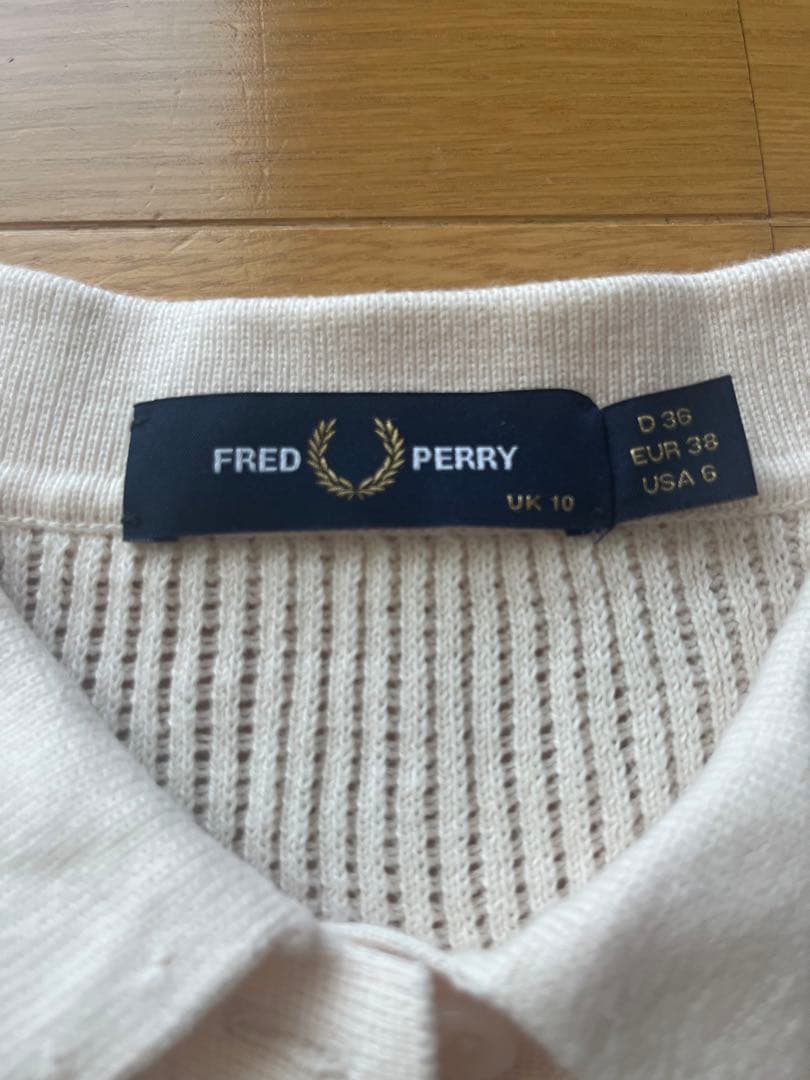 FRED PERRY
UK 10
D 36
EUR 38
USA 6